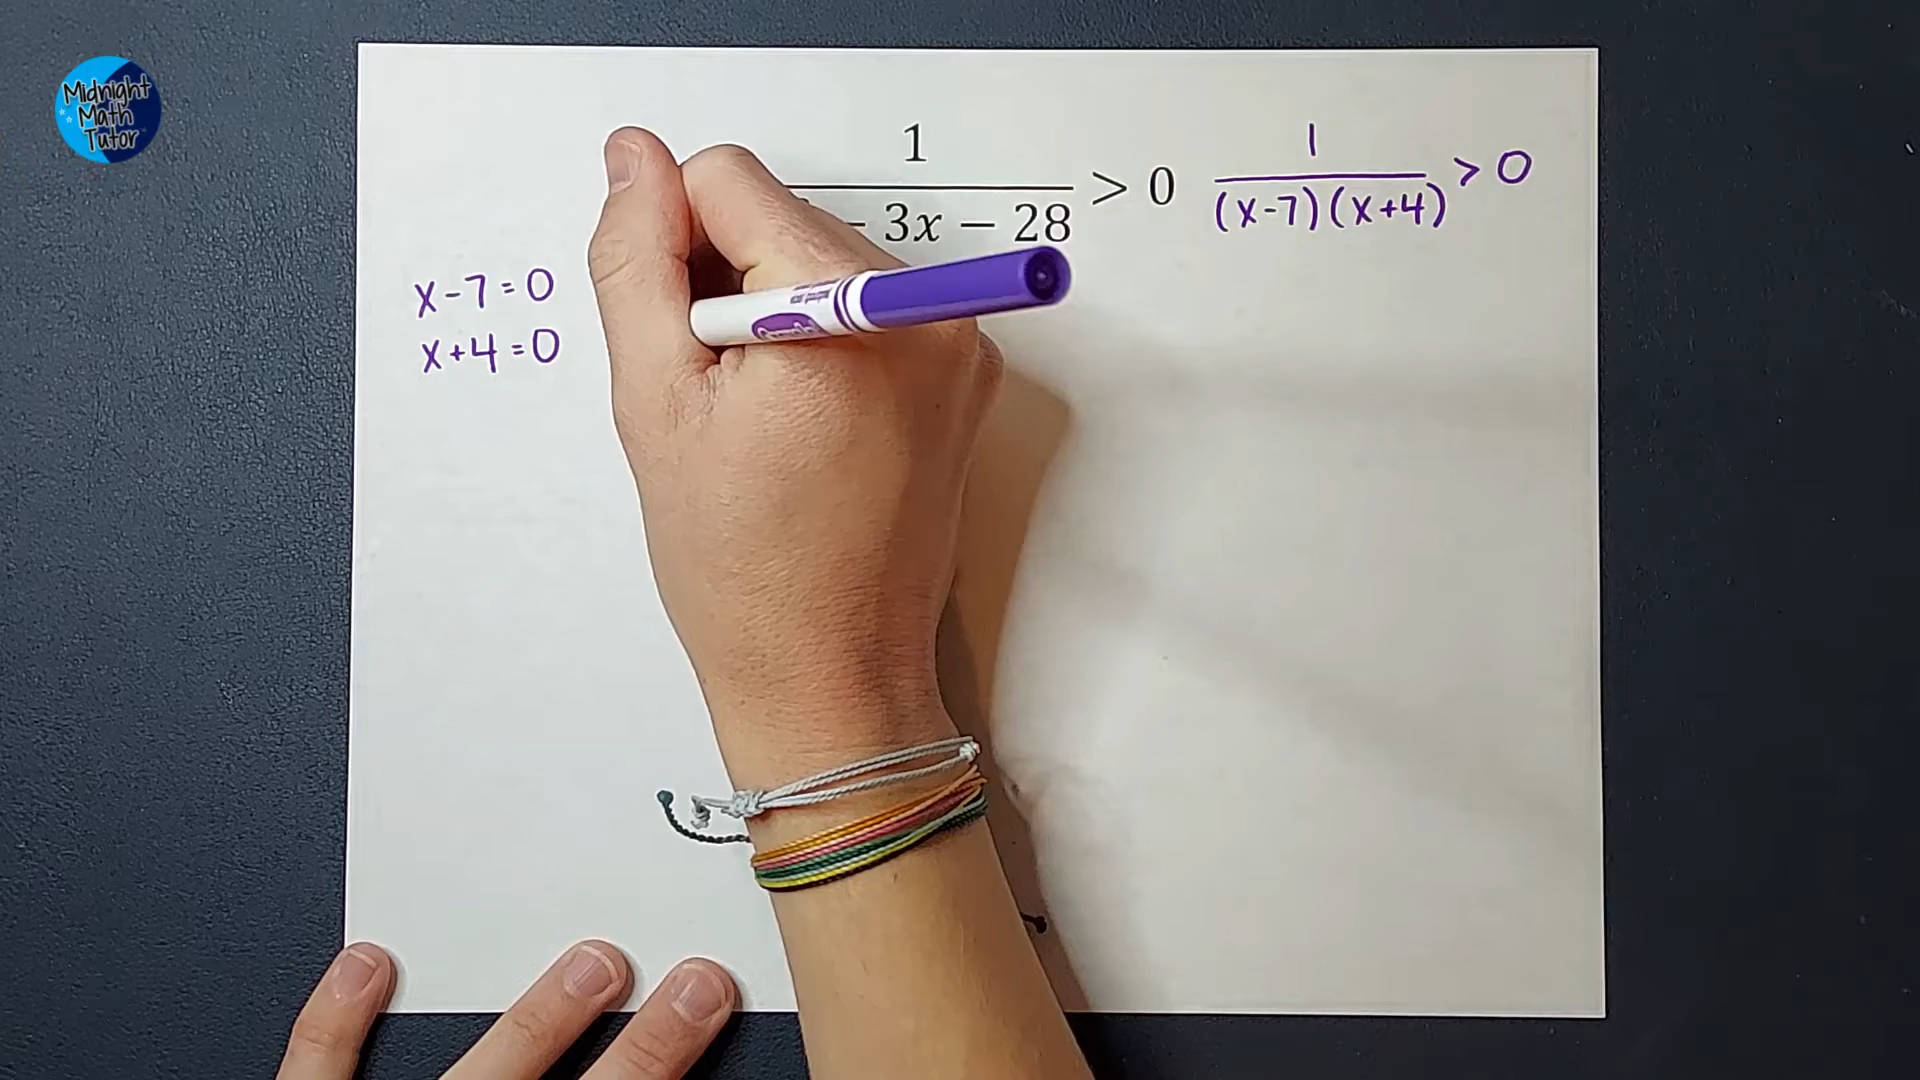 Midnight
Math
Tutor
1
- 3x - 28 > 0
1
(x-7)(x+4) > 0
x-7=0
x+4=0